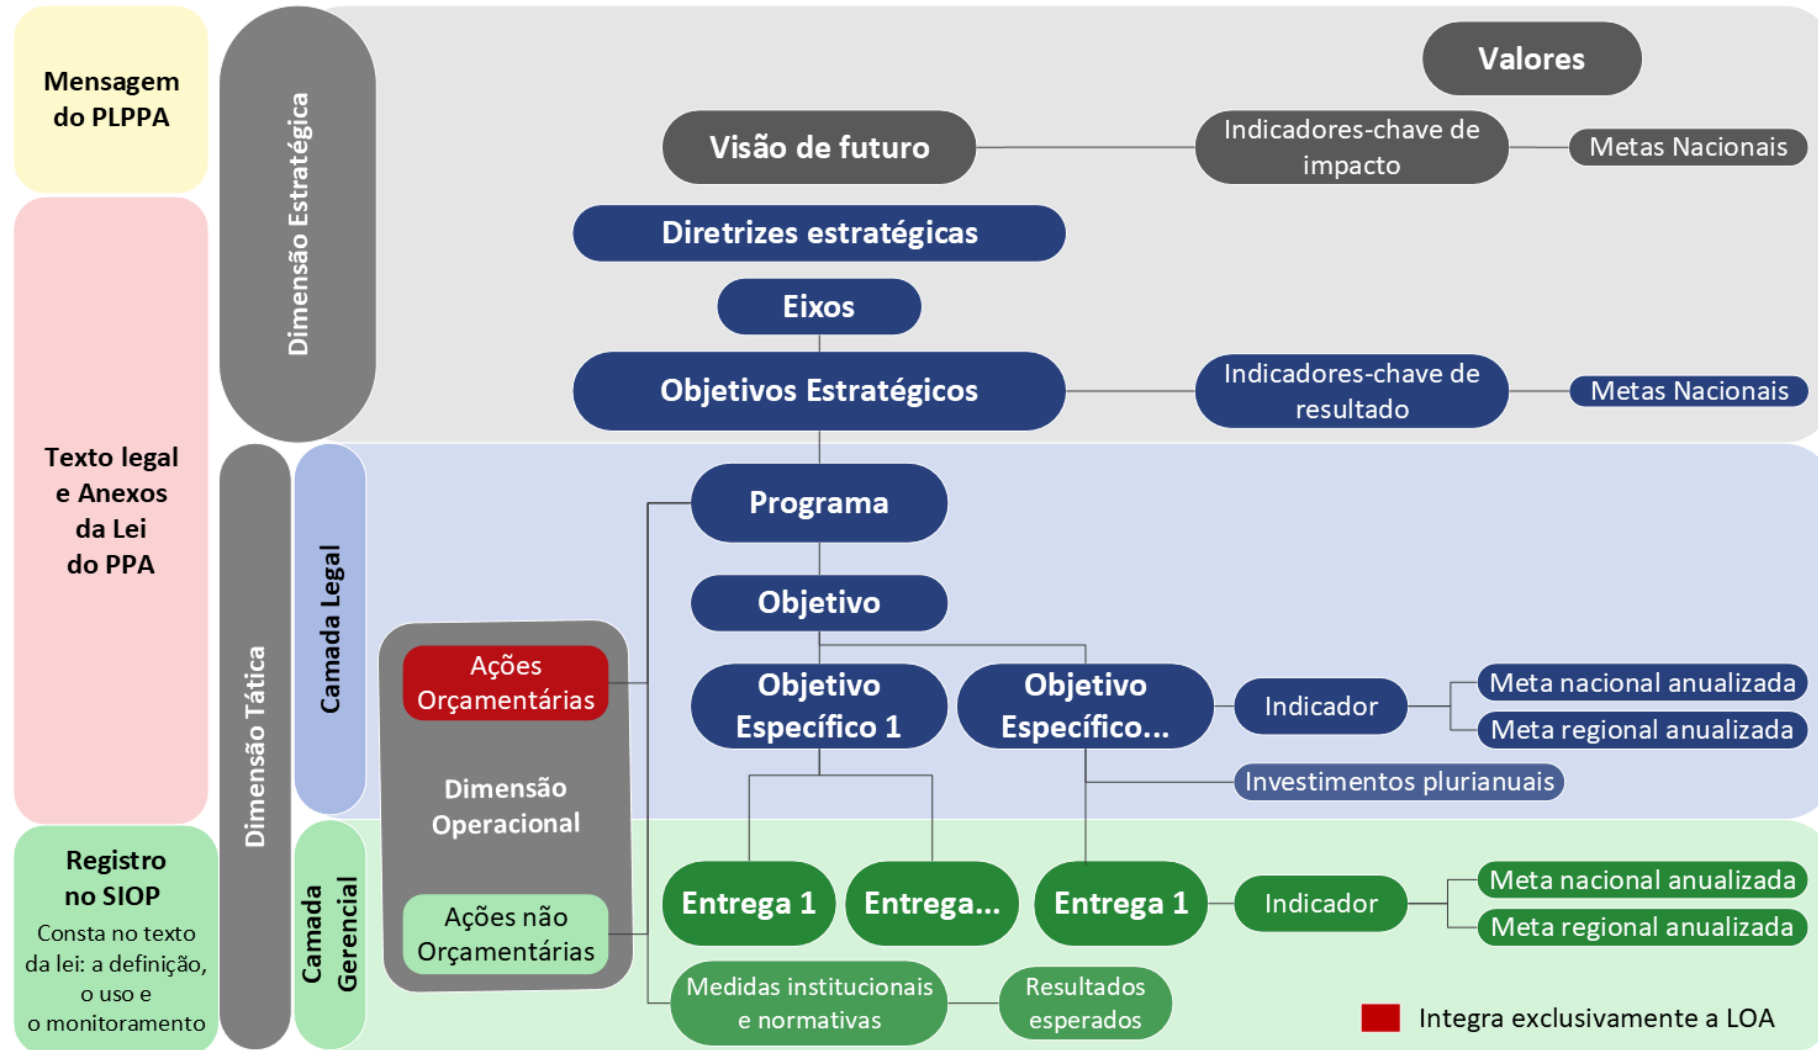 Mensagem
do PLPPA
Texto legal
e Anexos
da Lei
do PPA
Registro
no SIOP
Consta no texto
da lei: a definição,
o uso e
o monitoramento
Dimensão Estratégica
Dimensão Tática
Camada Legal
Camada
Gerencial
Valores
Visão de futuro
Indicadores-chave de
impacto
Metas Nacionais
Diretrizes estratégicas
Eixos
Objetivos Estratégicos
Indicadores-chave de
resultado
Metas Nacionais
Programa
Objetivo
Ações
Orçamentárias
Dimensão
Operacional
Ações não
Orçamentárias
Objetivo
Específico 1
Objetivo
Específico...
Indicador
Meta nacional anualizada
Meta regional anualizada
Investimentos plurianuais
Entrega 1
Entrega...
Entrega 1
Indicador
Meta nacional anualizada
Meta regional anualizada
Medidas institucionais
e normativas
Resultados
esperados
Integra exclusivamente a LOA